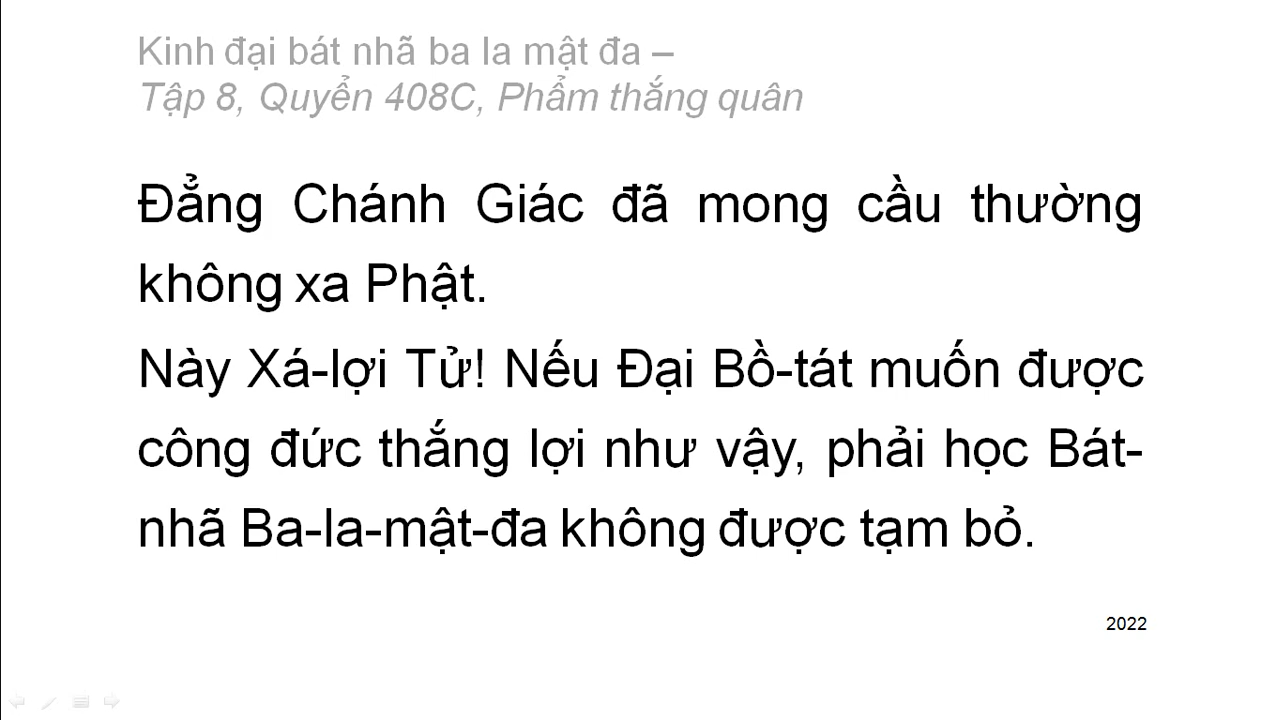 Kinh đại bát nhã ba la mật đa –
Tập 8, Quyển 408C, Phẩm thắng quân
Đẳng Chánh Giác đã mong cầu thường
không xa Phật.
Này Xá-lợi Tử! Nếu Đại Bồ-tát muốn được
công đức thắng lợi như vậy, phải học Bát-
nhã Ba-la-mật-đa không được tạm bỏ.
2022